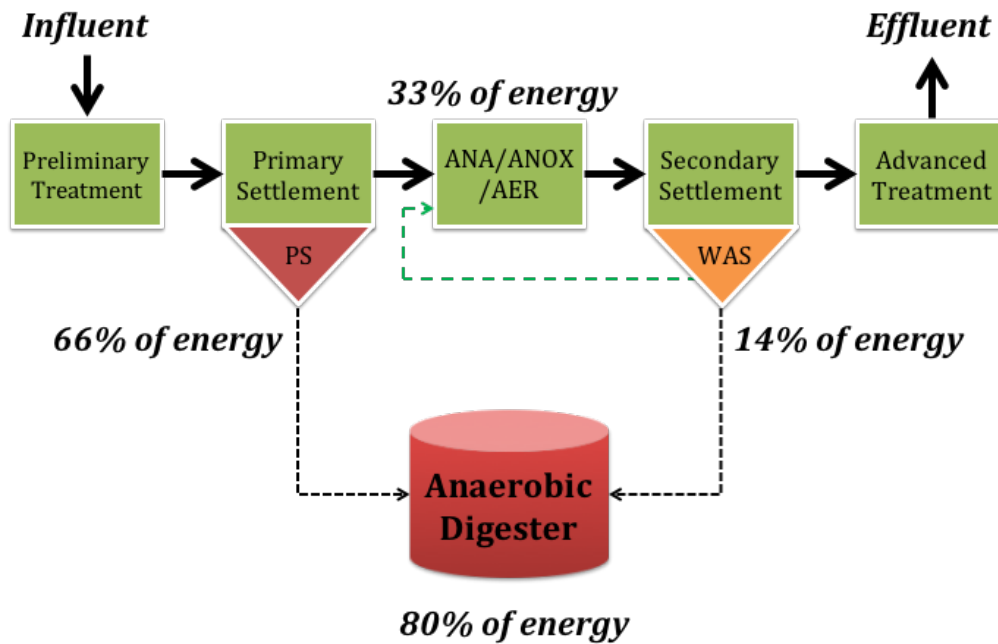 Influent
Effluent
33% of energy
Preliminary
Treatment
Primary
Settlement
ANA/ANOX
/AER
Secondary
Settlement
Advanced
Treatment
PS
WAS
66% of energy
14% of energy
Anaerobic
Digester
80% of energy